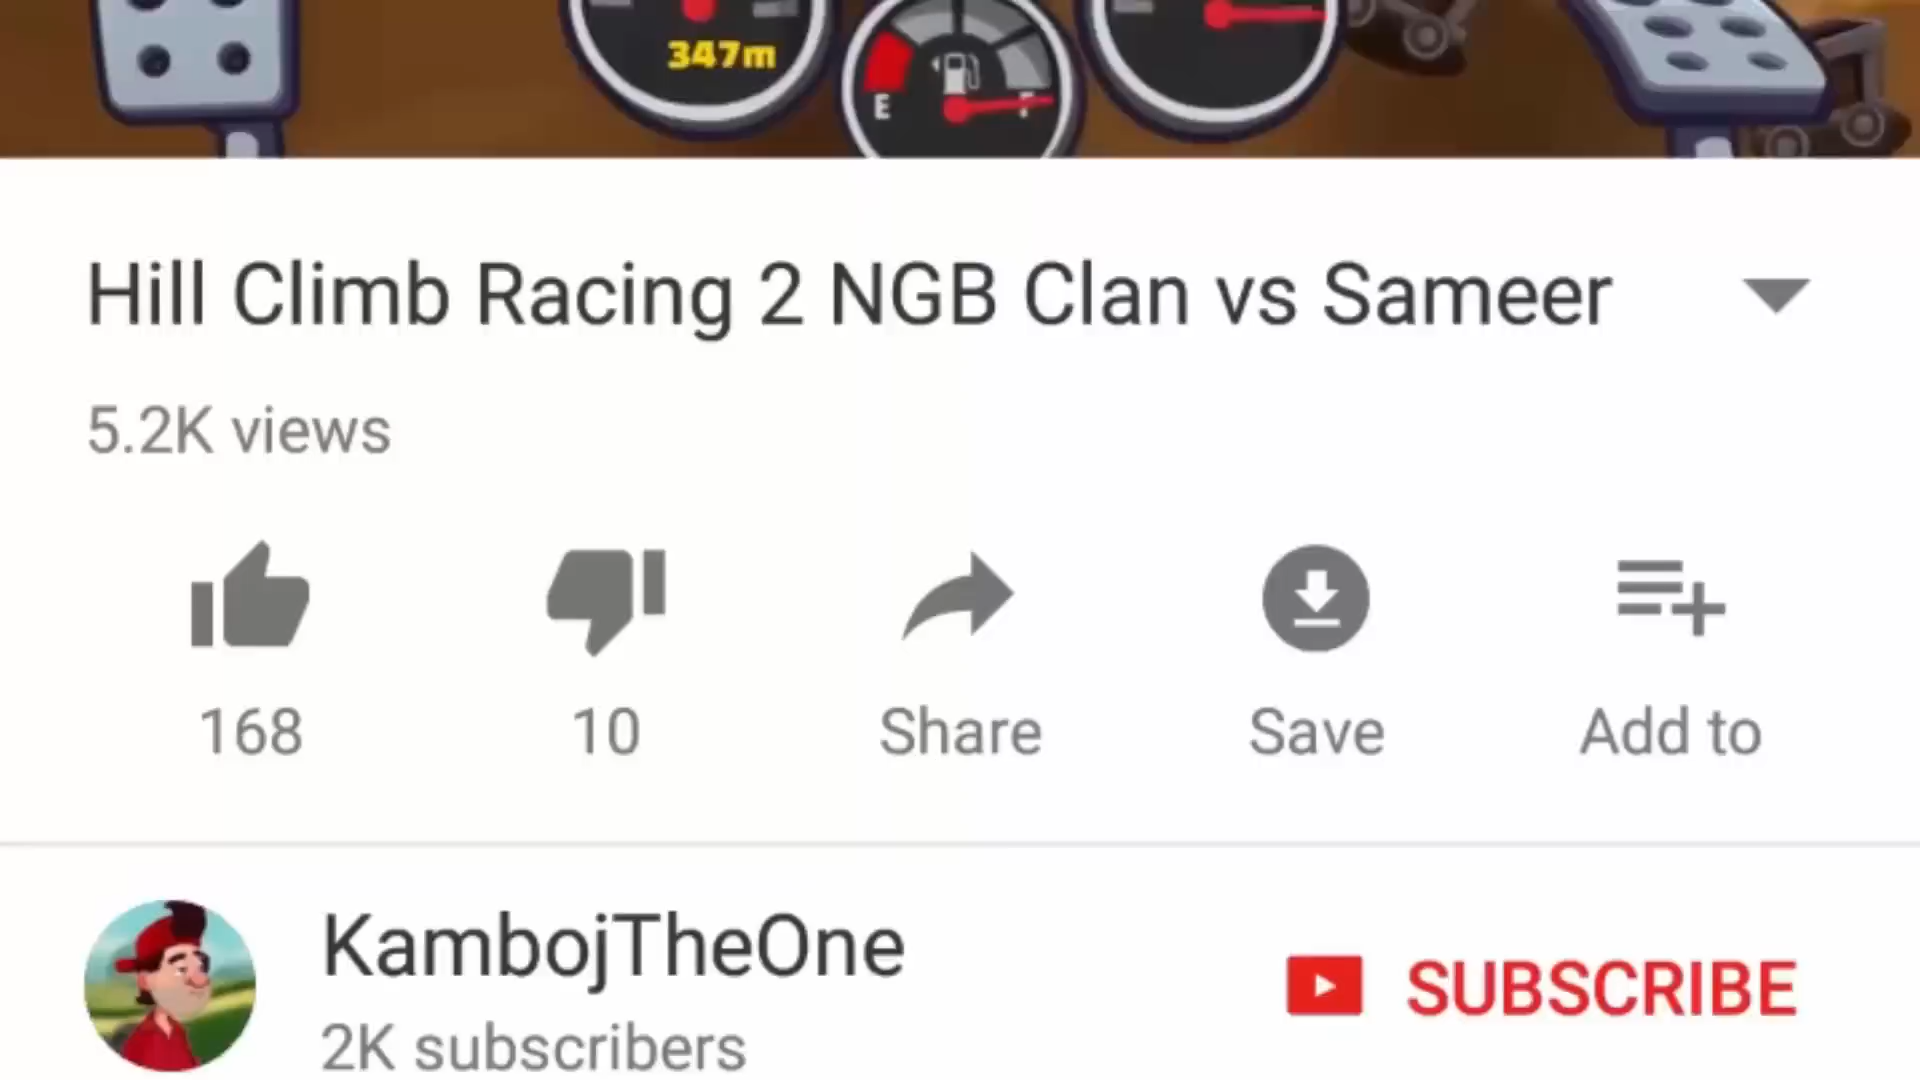 347m
E F
Hill Climb Racing 2 NGB Clan vs Sameer
5.2K views
168 10 Share Save Add to
KambojTheOne
SUBSCRIBE
2K subscribers